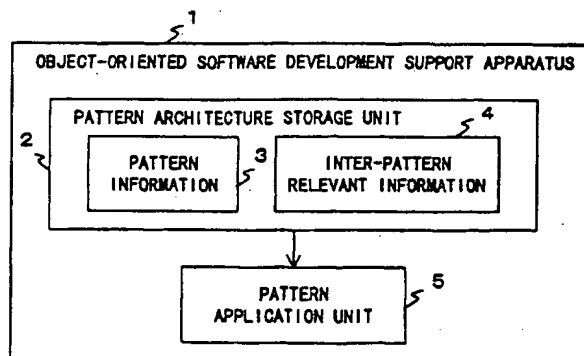 1
OBJECT-ORIENTED SOFTWARE DEVELOPMENT SUPPORT APPARATUS
PATTERN ARCHITECTURE STORAGE UNIT
4
2
PATTERN
INFORMATION
3
INTER-PATTERN
RELEVANT INFORMATION
PATTERN
APPLICATION UNIT
5